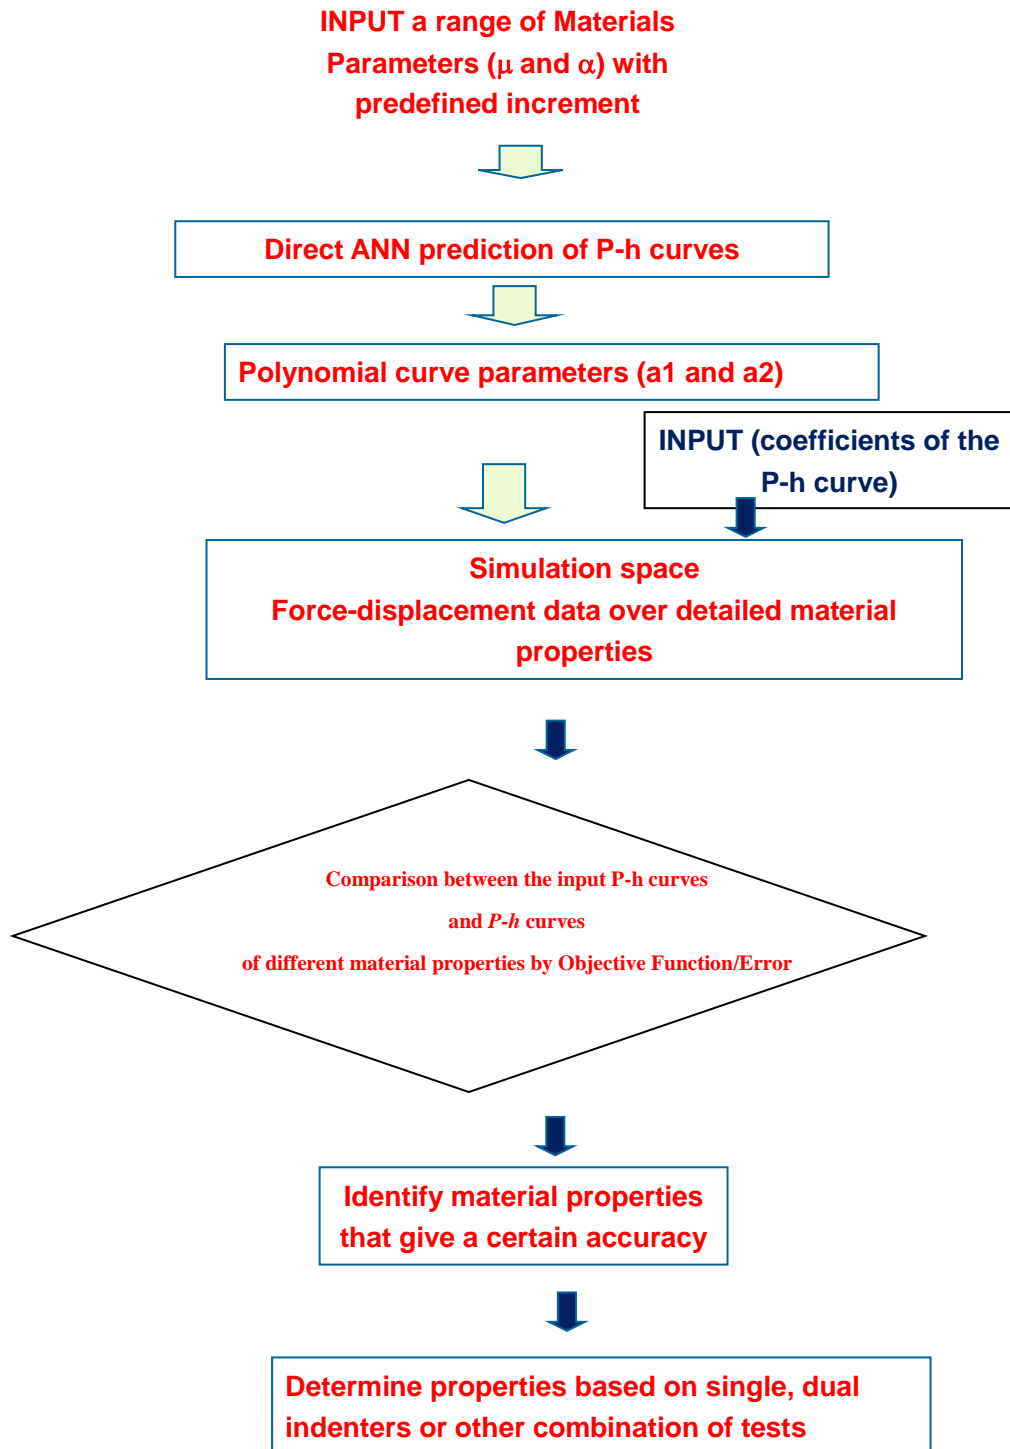 INPUT a range of Materials
Parameters (μ and α) with
predefined increment
Direct ANN prediction of P-h curves
Polynomial curve parameters (a1 and a2)
INPUT (coefficients of the
P-h curve)
Simulation space
Force-displacement data over detailed material
properties
Comparison between the input P-h curves
and P-h curves
of different material properties by Objective Function/Error
Identify material properties
that give a certain accuracy
Determine properties based on single, dual
indenters or other combination of tests